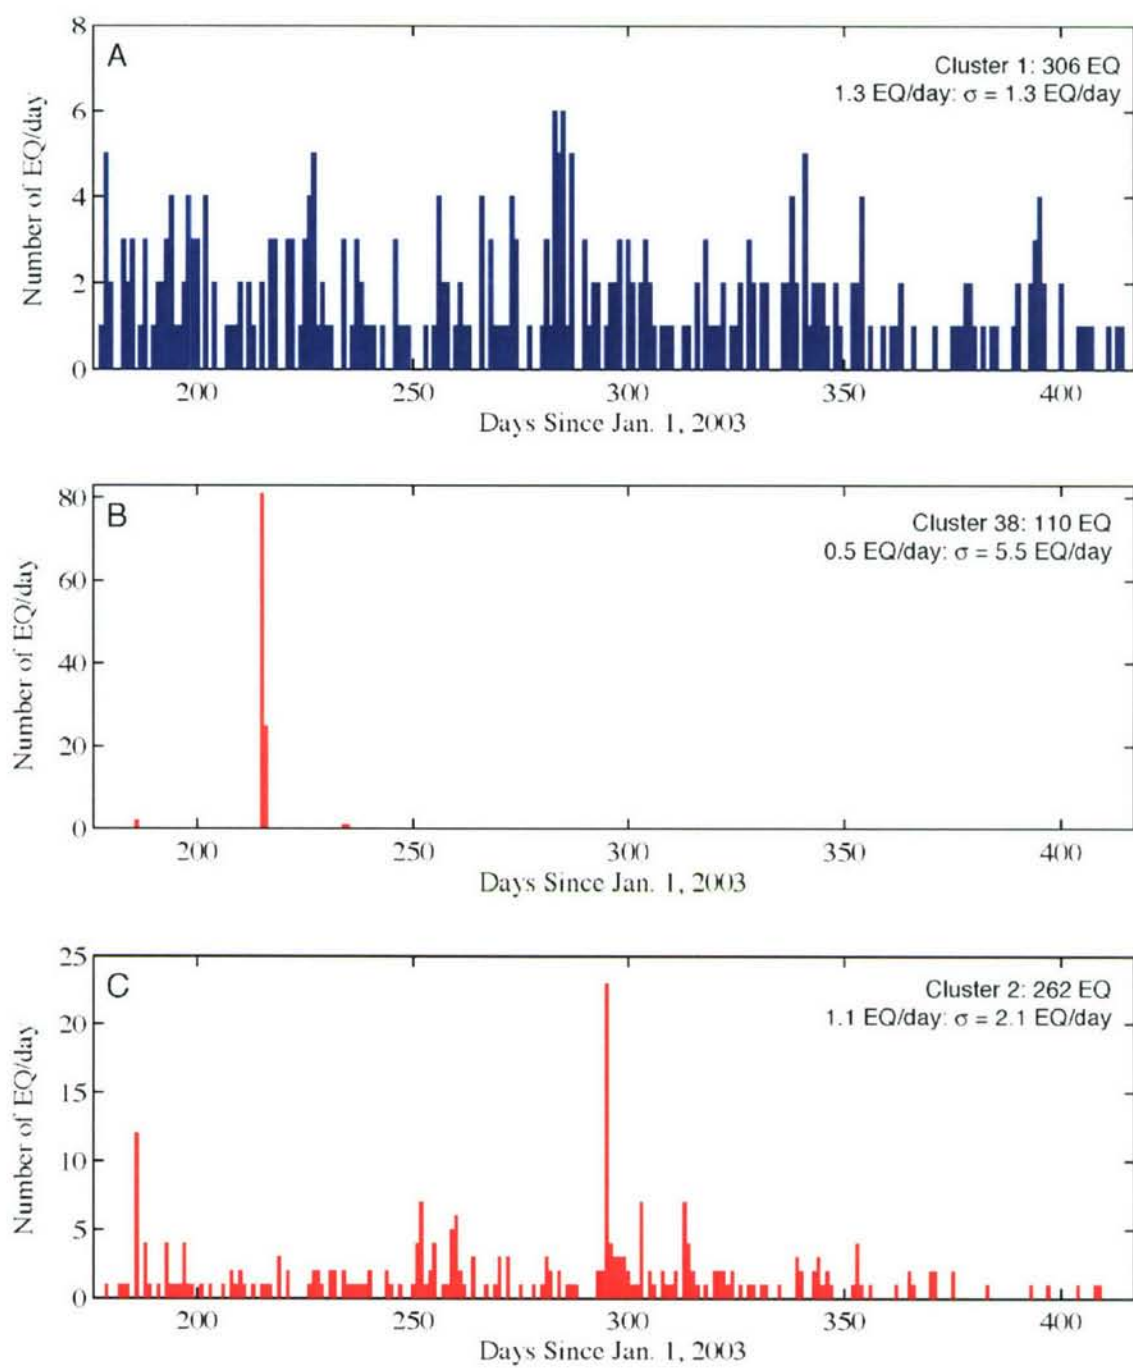 A
Cluster 1: 306 EQ
1.3 EQ/day: σ = 1.3 EQ/day
Number of EQ/day
8
6
4
2
0
200 250 300 350 400
Days Since Jan. 1, 2003
B
Cluster 38: 110 EQ
0.5 EQ/day: σ = 5.5 EQ/day
Number of EQ/day
80
60
40
20
0
200 250 300 350 400
Days Since Jan. 1, 2003
C
Cluster 2: 262 EQ
1.1 EQ/day: σ = 2.1 EQ/day
Number of EQ/day
25
20
15
10
5
0
200 250 300 350 400
Days Since Jan. 1, 2003